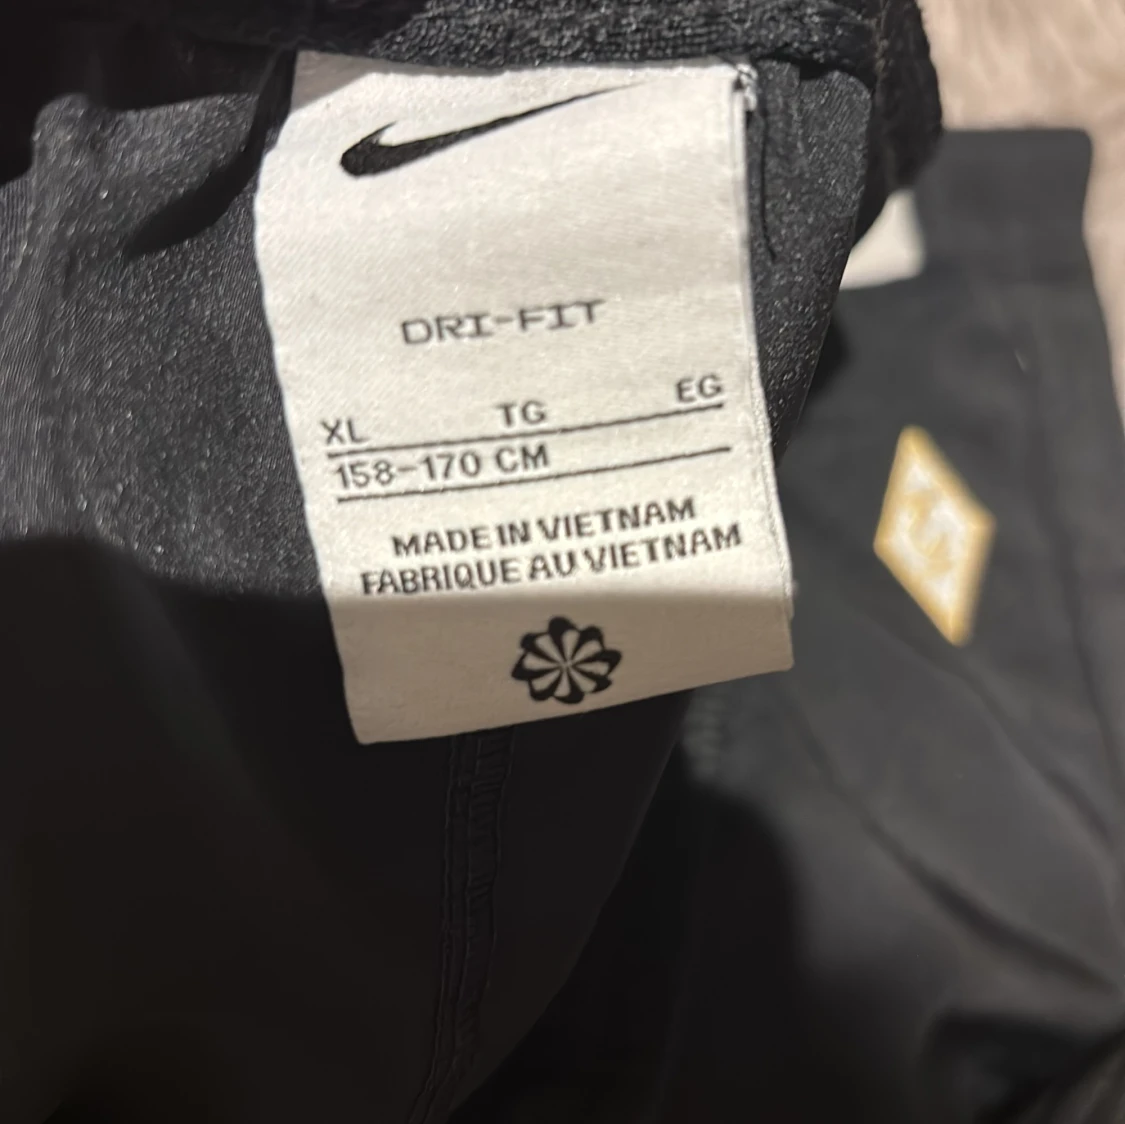 DRI-FIT
XL TG EG
158-170 CM
MADE IN VIETNAM
FABRIQUE AU VIETNAM